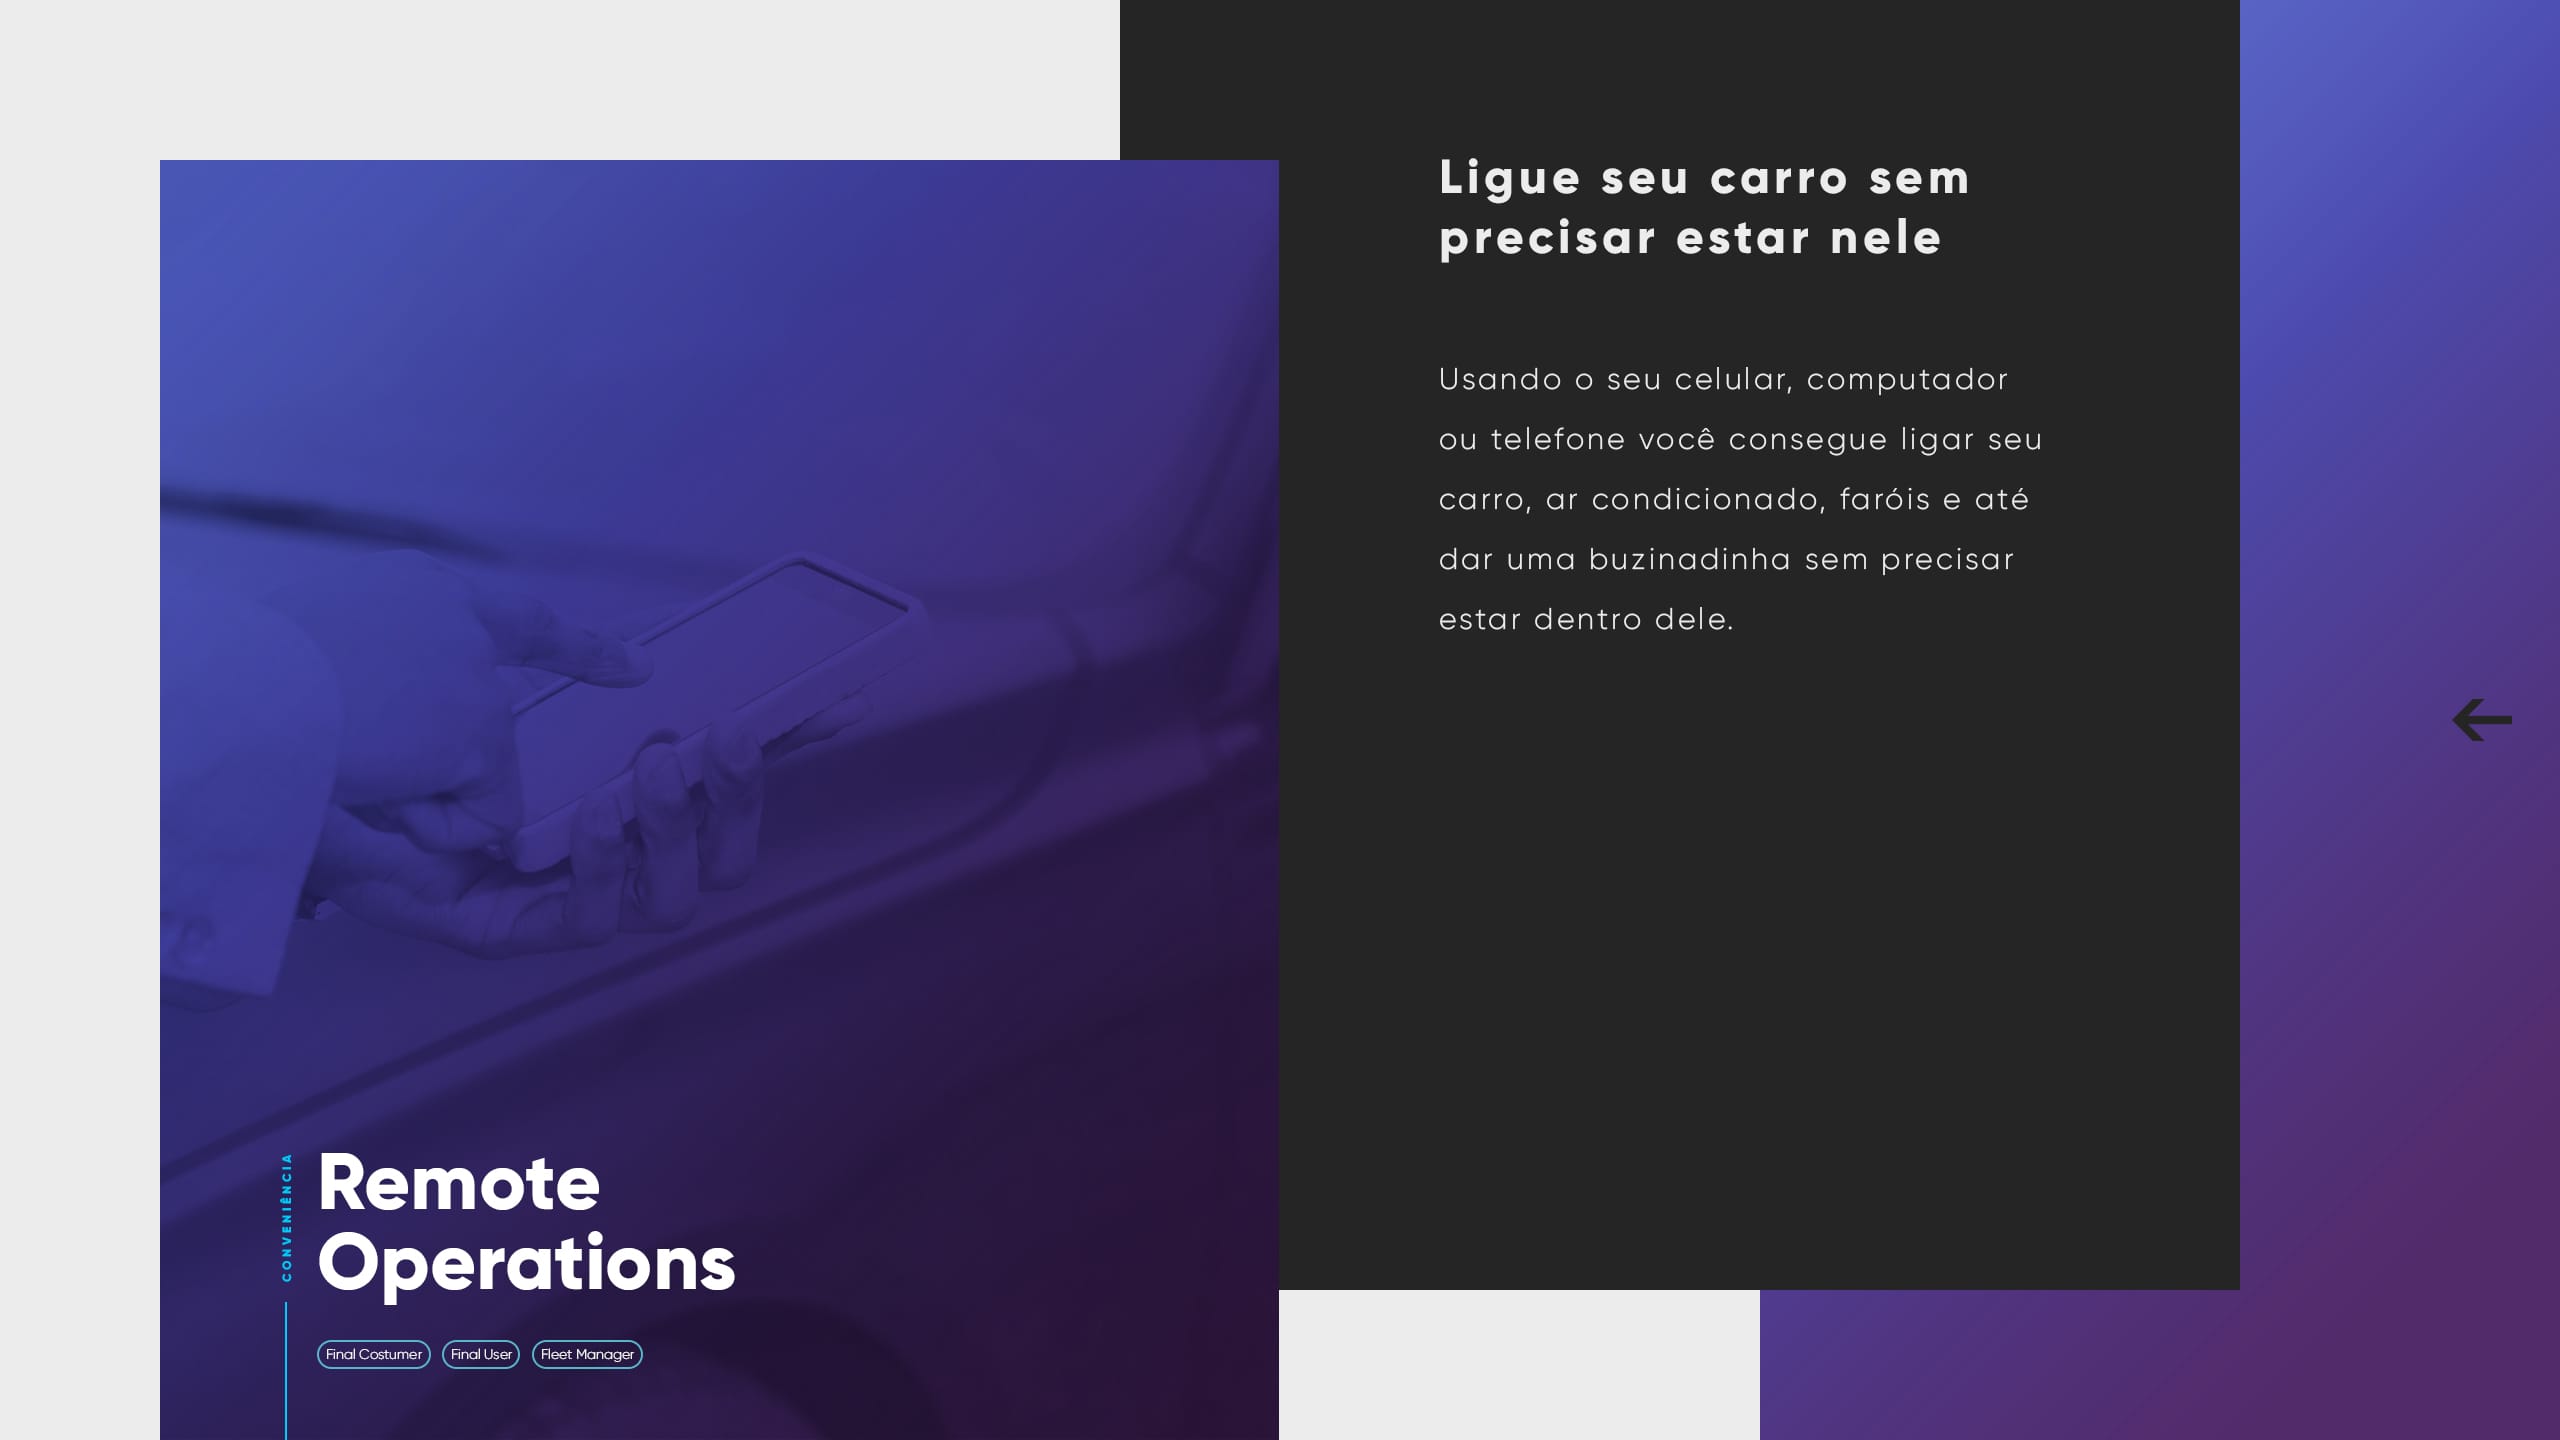 CONVENIÊNCIA
Remote
Operations
Final Costumer
Final User
Fleet Manager
Ligue seu carro sem
precisar estar nele
Usando o seu celular, computador
ou telefone você consegue ligar seu
carro, ar condicionado, faróis e até
dar uma buzinadinha sem precisar
estar dentro dele.